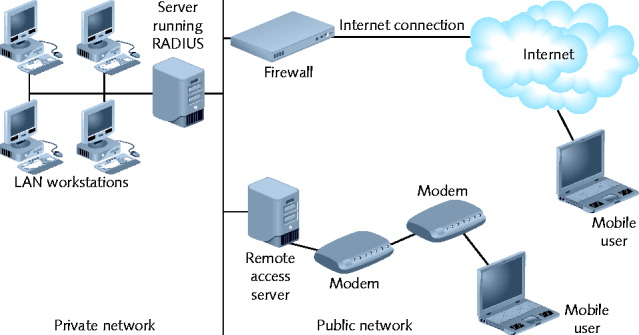 Server
running
RADIUS
Internet connection
Internet
Firewall
LAN workstations
Modem
Mobile
user
Remote
access
server
Modem
Mobile
user
Private network
Public network